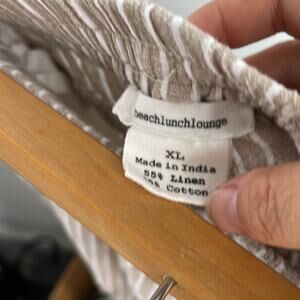 beachlunchlounge
XL
Made in India
55% Linen
Cotton